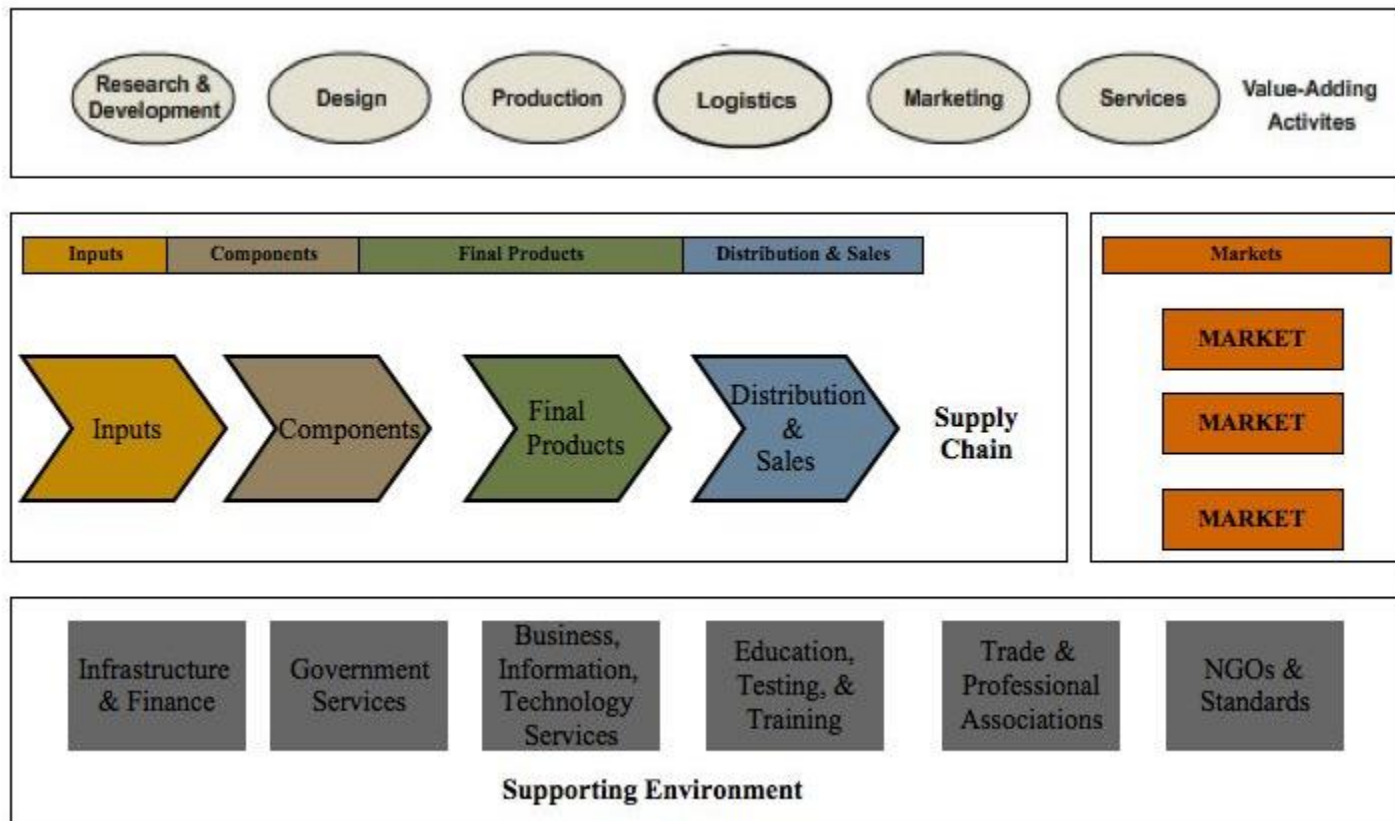 Research &
Development
Design
Production
Logistics
Marketing
Services
Value-Adding
Activites
Inputs
Components
Final Products
Distribution & Sales
Markets
Inputs
Components
Final
Products
Distribution
&
Sales
Supply
Chain
MARKET
MARKET
MARKET
Infrastructure
& Finance
Government
Services
Business,
Information,
Technology
Services
Education,
Testing, &
Training
Trade &
Professional
Associations
NGOs &
Standards
Supporting Environment